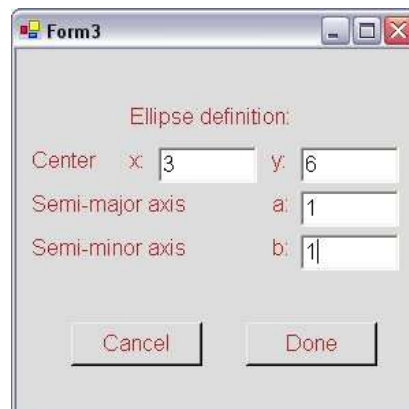 Form3
Ellipse definition:
Center x: 3 y: 6
Semi-major axis a: 1
Semi-minor axis b: 1
Cancel Done